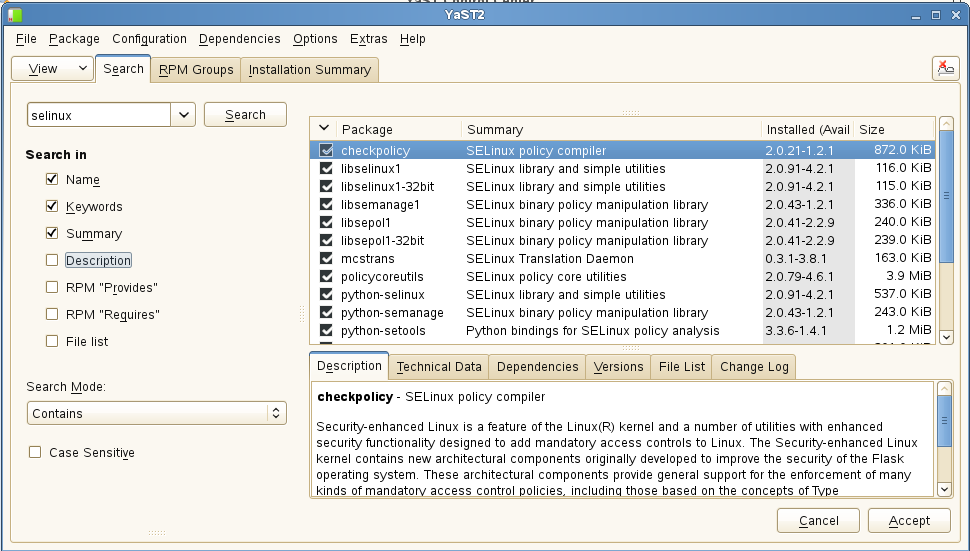 YaST2
File Package Configuration Dependencies Options Extras Help
View Search RPM Groups Installation Summary
selinux Search
Search in
Name
Keywords
Summary
Description
RPM "Provides"
RPM "Requires"
File list
Search Mode:
Contains
Case Sensitive
Package Summary Installed (Avail Size
checkpolicy SELinux policy compiler 2.0.21-1.2.1 872.0 KiB
libselinux1 SELinux library and simple utilities 2.0.91-4.2.1 116.0 KiB
libselinux1-32bit SELinux library and simple utilities 2.0.91-4.2.1 115.0 KiB
libsemanage1 SELinux binary policy manipulation library 2.0.43-1.2.1 336.0 KiB
libsepol1 SELinux binary policy manipulation library 2.0.41-2.2.9 240.0 KiB
libsepol1-32bit SELinux binary policy manipulation library 2.0.41-2.2.9 239.0 KiB
mcstrans SELinux Translation Daemon 0.3.1-3.8.1 163.0 KiB
policycoreutils SELinux policy core utilities 2.0.79-4.6.1 3.9 MiB
python-selinux SELinux library and simple utilities 2.0.91-4.2.1 537.0 KiB
python-semanage SELinux binary policy manipulation library 2.0.43-1.2.1 243.0 KiB
python-setools Python bindings for SELinux policy analysis 3.3.6-1.4.1 1.2 MiB
Description Technical Data Dependencies Versions File List Change Log
checkpolicy - SELinux policy compiler
Security-enhanced Linux is a feature of the Linux(R) kernel and a number of utilities with enhanced
security functionality designed to add mandatory access controls to Linux. The Security-enhanced Linux
kernel contains new architectural components originally developed to improve the security of the Flask
operating system. These architectural components provide general support for the enforcement of many
kinds of mandatory access control policies, including those based on the concepts of Type
Cancel Accept